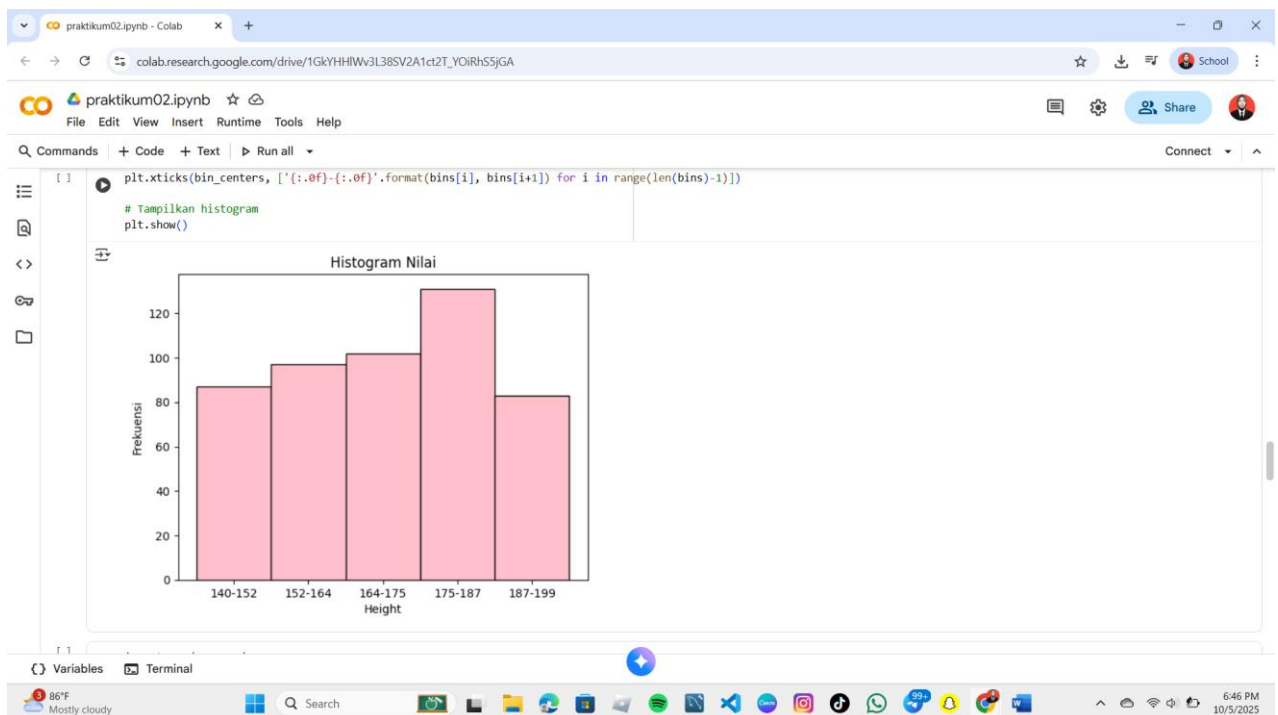 praktikum02.ipynb - Colab
colab.research.google.com/drive/1GkYHHlWv3L38SV2A1ct2T_YOiRhS5jGA
School
CO praktikum02.ipynb
Share
File Edit View Insert Runtime Tools Help
Commands + Code + Text Run all
Connect
[ ] plt.xticks(bin_centers, ['{:.0f}-{:.0f}'.format(bins[i], bins[i+1]) for i in range(len(bins)-1)])
# Tampilkan histogram
plt.show()
Histogram Nilai
120
100
80
60
40
20
0
Frekuensi
140-152 152-164 164-175 175-187 187-199
Height
[ ]
{} Variables Terminal
3 86°F
Mostly cloudy
Search
Canva
99+
6:46 PM
10/5/2025